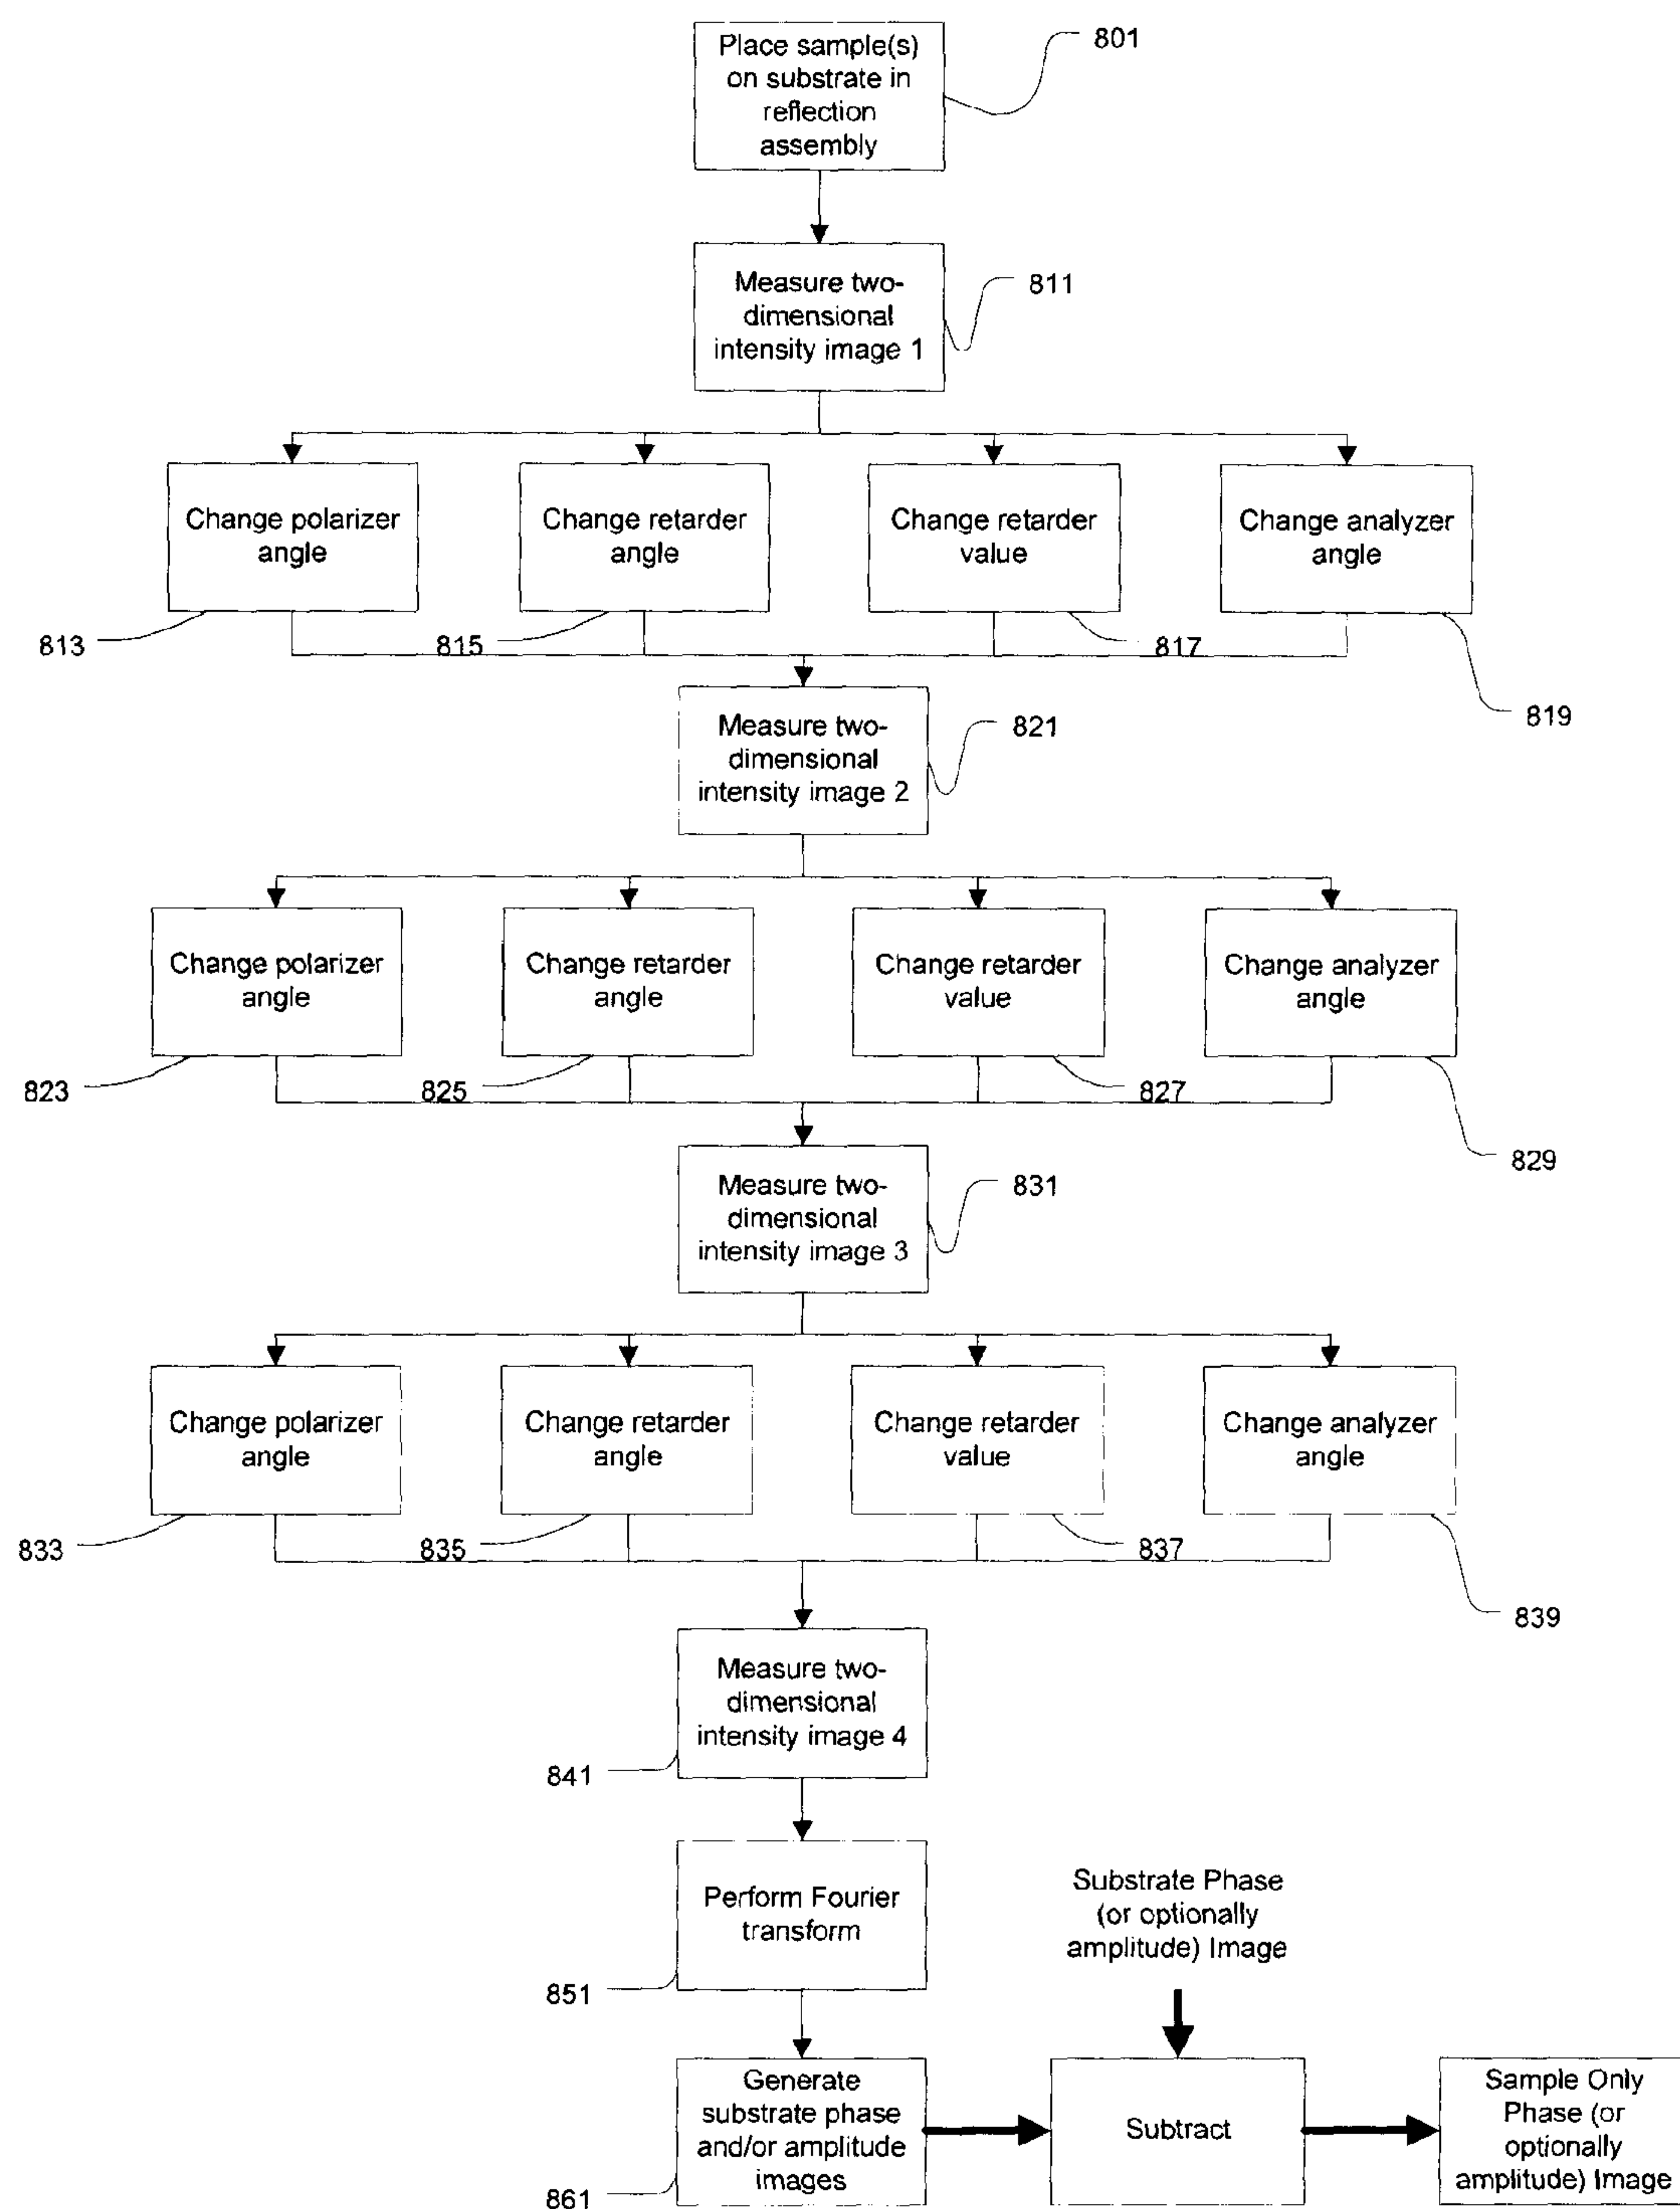 Place sample(s)
on substrate in
reflection
assembly
801
Measure two-
dimensional
intensity image 1
811
Change polarizer
angle
Change retarder
angle
Change retarder
value
Change analyzer
angle
813
815
817
819
Measure two-
dimensional
intensity image 2
821
Change polarizer
angle
Change retarder
angle
Change retarder
value
Change analyzer
angle
823
825
827
829
Measure two-
dimensional
intensity image 3
831
Change polarizer
angle
Change retarder
angle
Change retarder
value
Change analyzer
angle
833
835
837
839
Measure two-
dimensional
intensity image 4
841
Perform Fourier
transform
851
Substrate Phase
(or optionally
amplitude) Image
Generate
substrate phase
and/or amplitude
images
861
Subtract
Sample Only
Phase (or
optionally
amplitude) Image